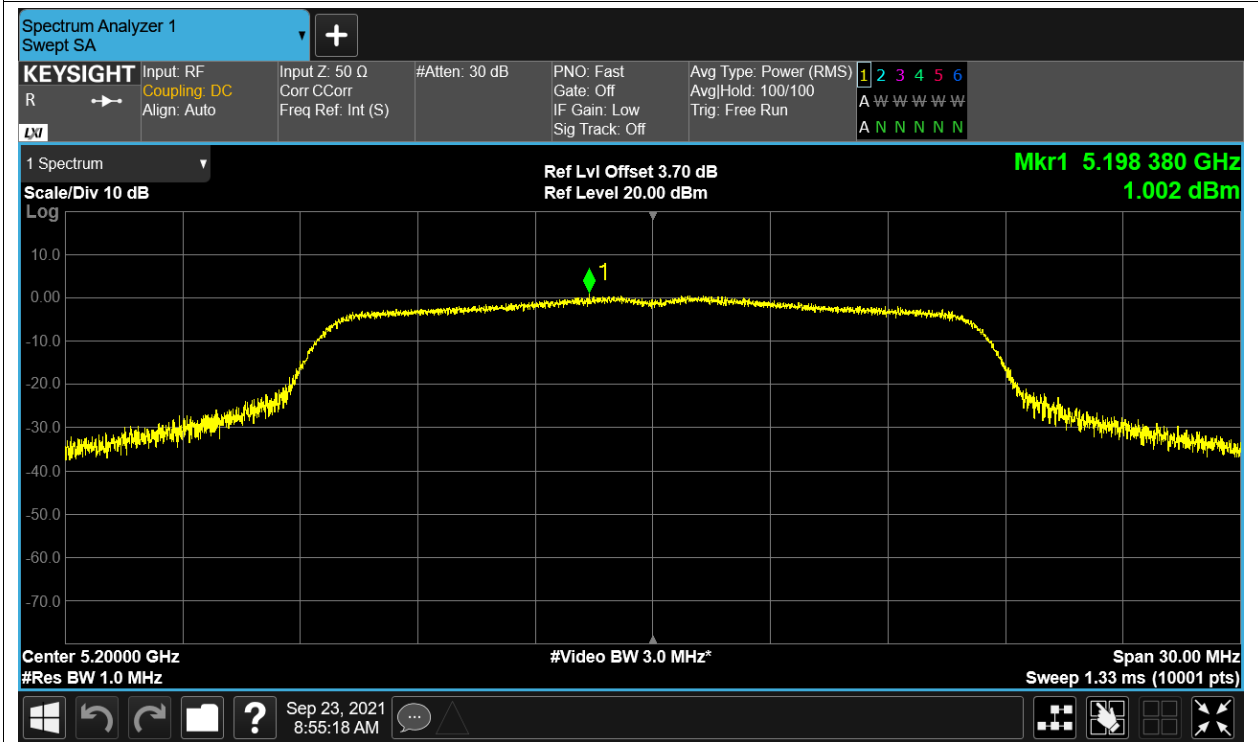 Spectrum Analyzer 1
Swept SA
KEYSIGHT
R
LXI
Input: RF
Coupling: DC
Align: Auto
Input Z: 50 Ω
Corr CCorr
Freq Ref: Int (S)
#Atten: 30 dB
PNO: Fast
Gate: Off
IF Gain: Low
Sig Track: Off
Avg Type: Power (RMS)
Avg|Hold: 100/100
Trig: Free Run
1 2 3 4 5 6
A W W W W W
A N N N N N
1 Spectrum
Scale/Div 10 dB
Log
Ref Lvl Offset 3.70 dB
Ref Level 20.00 dBm
Mkr1 5.198 380 GHz
1.002 dBm
1
10.0
0.00
-10.0
-20.0
-30.0
-40.0
-50.0
-60.0
-70.0
Center 5.20000 GHz
#Res BW 1.0 MHz
#Video BW 3.0 MHz*
Span 30.00 MHz
Sweep 1.33 ms (10001 pts)
?
Sep 23, 2021
8:55:18 AM